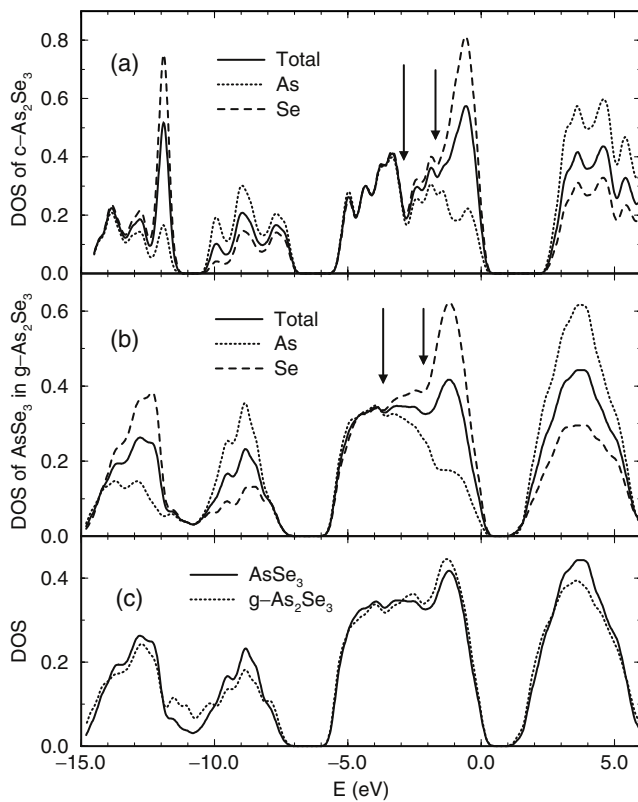 DOS of c–As2Se3
0.8
0.6
0.4
0.2
0.0
(a)
Total
As
Se
DOS of AsSe3 in g–As2Se3
0.6
0.4
0.2
0.0
(b)
Total
As
Se
DOS
0.4
0.2
0.0
(c)
AsSe3
g–As2Se3
−15.0 −10.0 −5.0 0.0 5.0
E (eV)